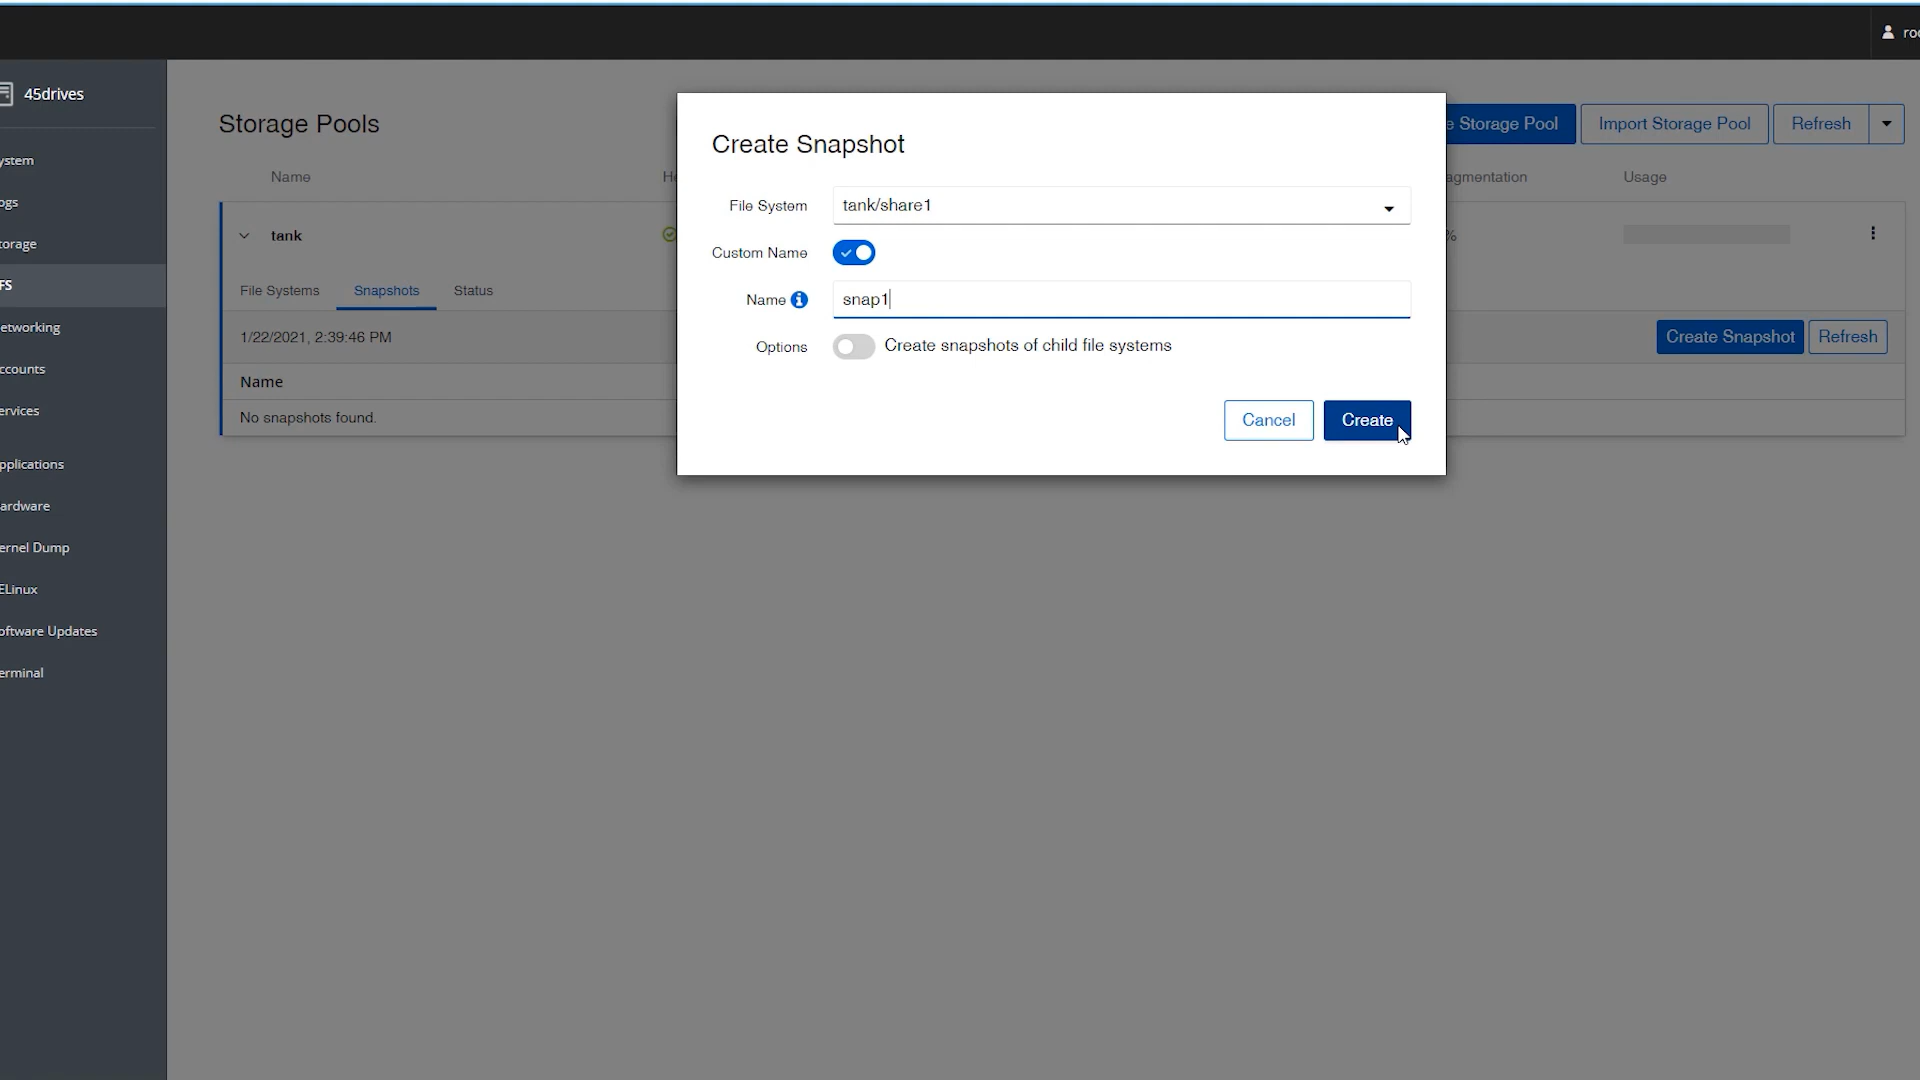 roo
45drives
Storage Pools
Create Snapshot
e Storage Pool
Import Storage Pool
Refresh
Name
He
agmentation
Usage
File System
tank/share1
tank
%
Custom Name
File Systems
Snapshots
Status
Name
snap1
1/22/2021, 2:39:46 PM
Create Snapshot
Refresh
Options
Create snapshots of child file systems
Name
No snapshots found.
Cancel
Create
ystem
ogs
torage
FS
etworking
ccounts
ervices
pplications
ardware
ernel Dump
ELinux
oftware Updates
erminal